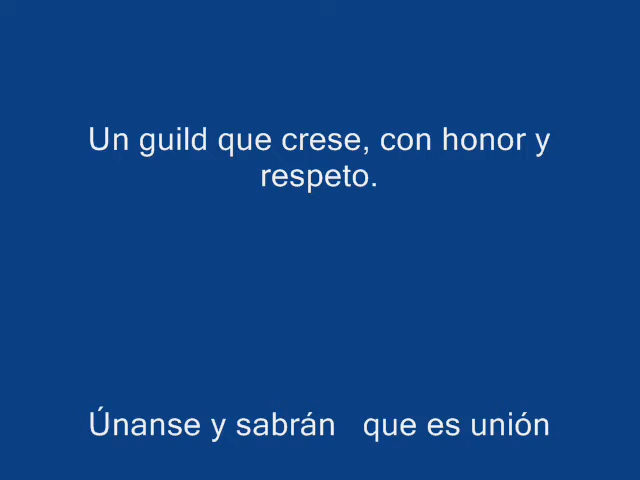 Un guild que crese, con honor y
respeto.
Únanse y sabrán   que es unión